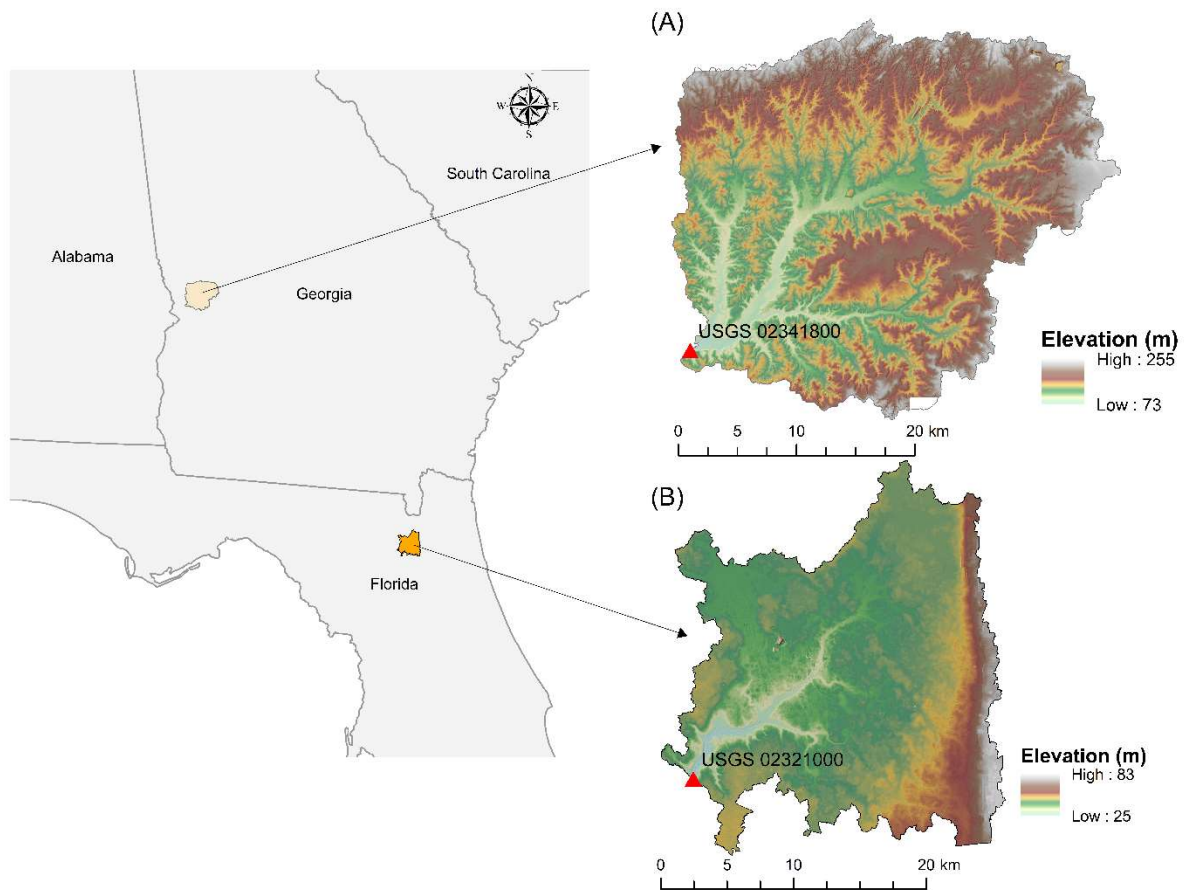 (A)
N
W E
S
South Carolina
Alabama
Georgia
Florida
USGS 02341800
Elevation (m)
High : 255
Low : 73
0 5 10 20 km
(B)
USGS 02321000
Elevation (m)
High : 83
Low : 25
0 5 10 20 km